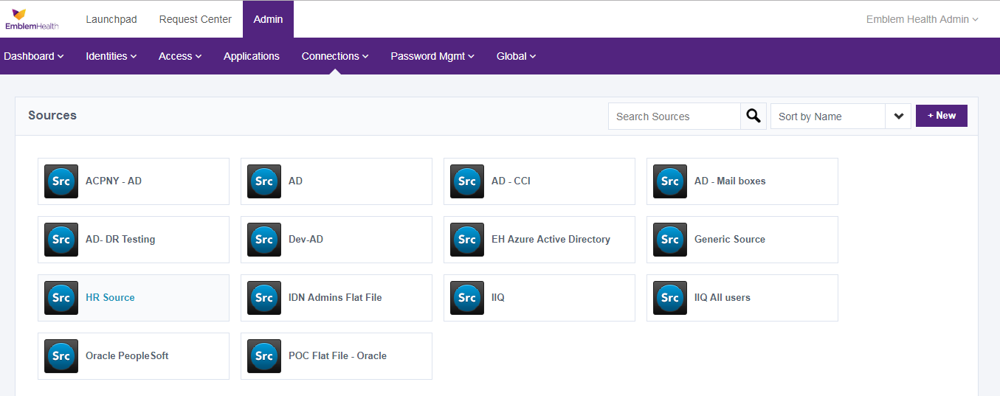 EmblemHealth Launchpad Request Center Admin Emblem Health Admin
Dashboard Identities Access Applications Connections Password Mgmt Global
Sources Search Sources Sort by Name + New
Src ACPNY - AD Src AD Src AD - CCI Src AD - Mail boxes
Src AD- DR Testing Src Dev-AD Src EH Azure Active Directory Src Generic Source
Src HR Source Src IDN Admins Flat File Src IIQ Src IIQ All users
Src Oracle PeopleSoft Src POC Flat File - Oracle